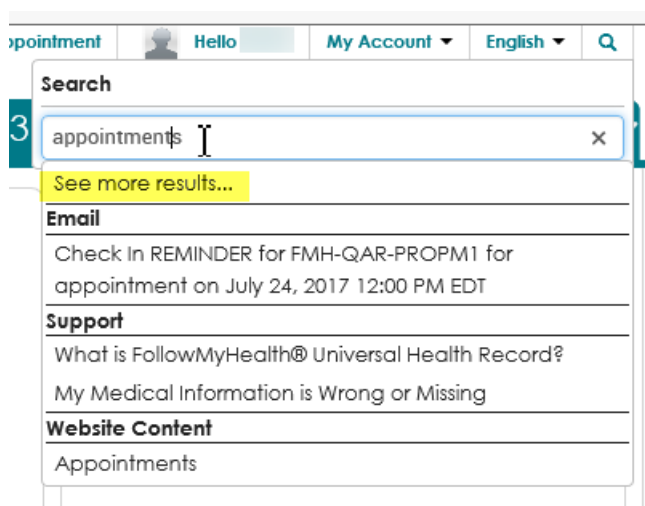 ppointment Hello My Account English
Search
3
appointments
See more results...
Email
Check In REMINDER for FMH-QAR-PROPM1 for
appointment on July 24, 2017 12:00 PM EDT
Support
What is FollowMyHealth® Universal Health Record?
My Medical Information is Wrong or Missing
Website Content
Appointments